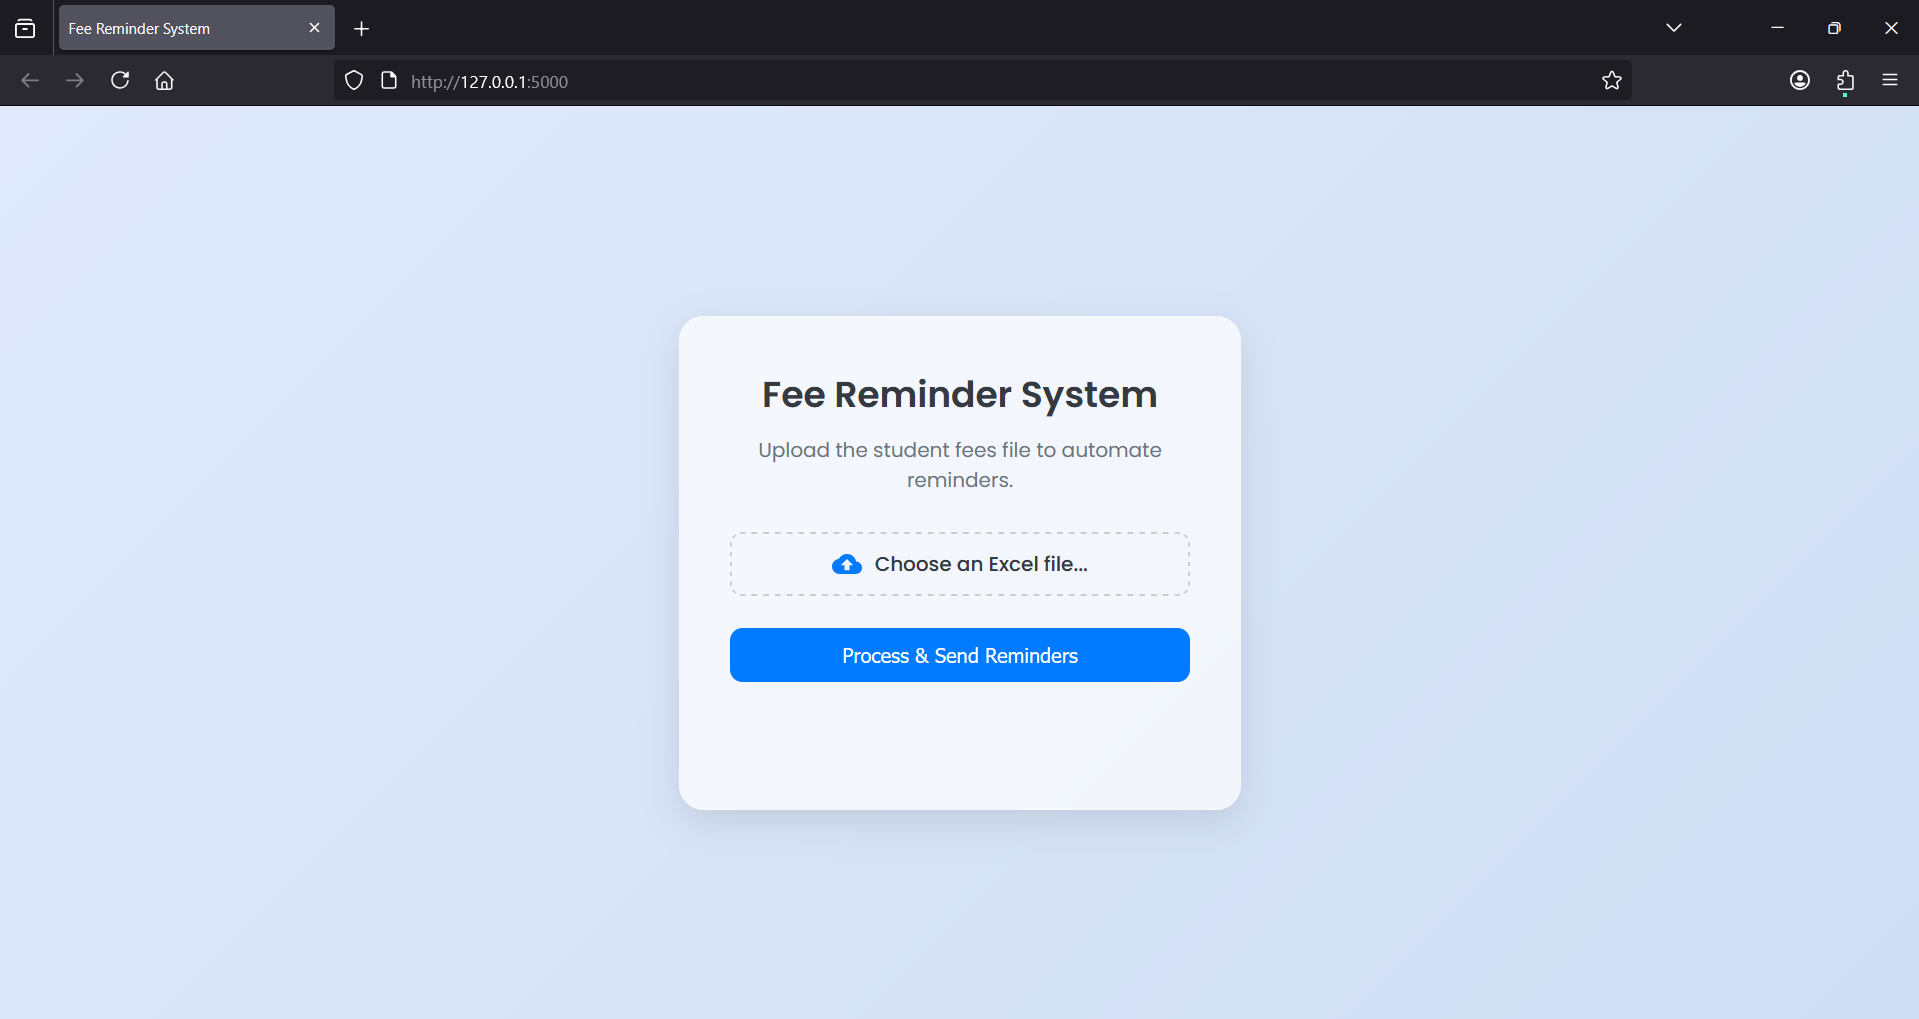 Fee Reminder System
http://127.0.0.1:5000
Fee Reminder System
Upload the student fees file to automate
reminders.
Choose an Excel file...
Process & Send Reminders